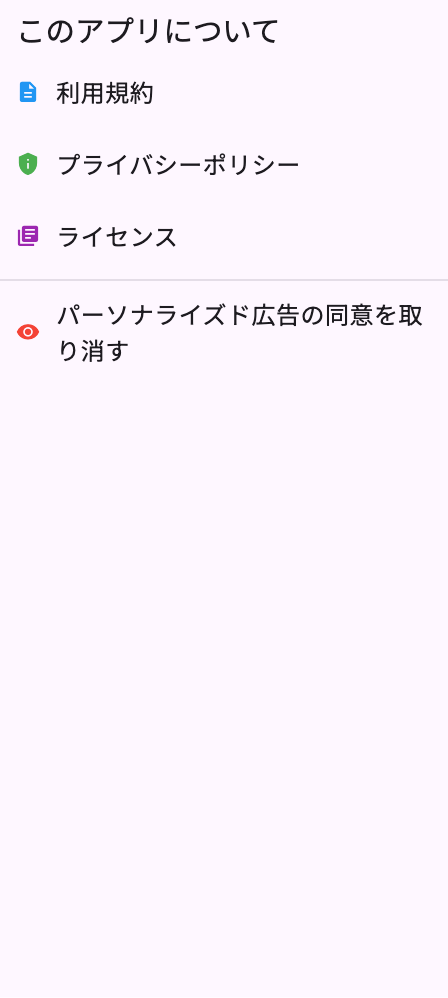 このアプリについて
利用規約
プライバシーポリシー
ライセンス
パーソナライズド広告の同意を取
り消す